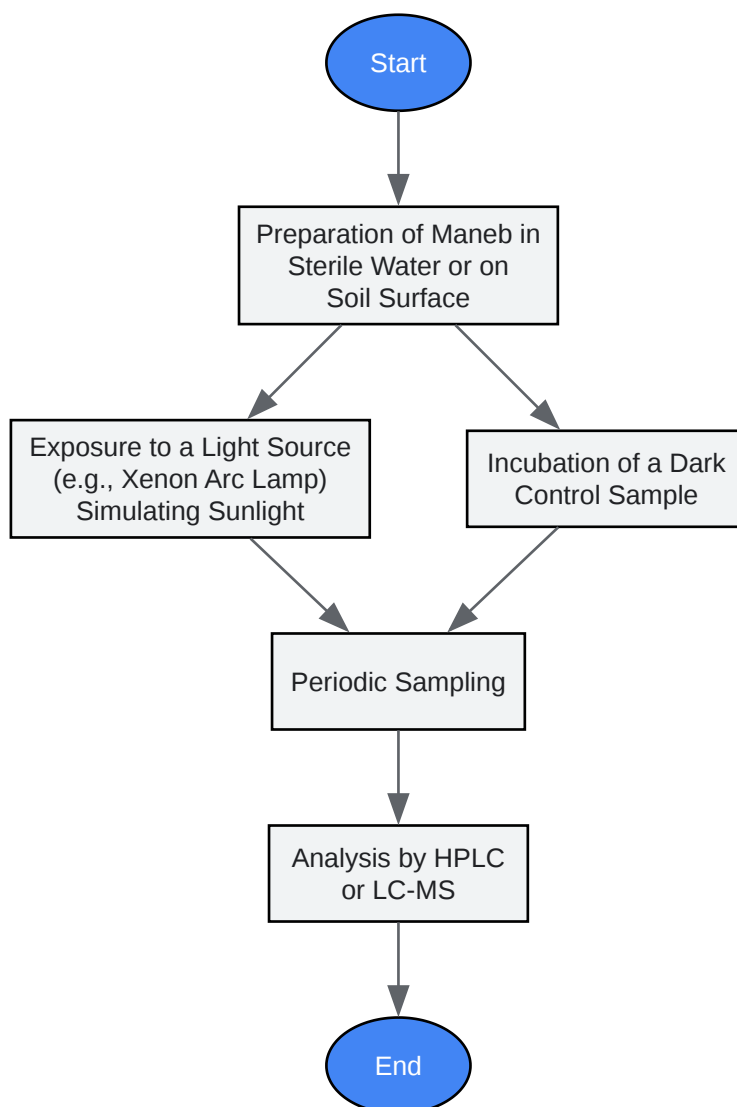 Start
Preparation of Maneb in
Sterile Water or on
Soil Surface
Exposure to a Light Source
(e.g., Xenon Arc Lamp)
Simulating Sunlight
Incubation of a Dark
Control Sample
Periodic Sampling
Analysis by HPLC
or LC-MS
End